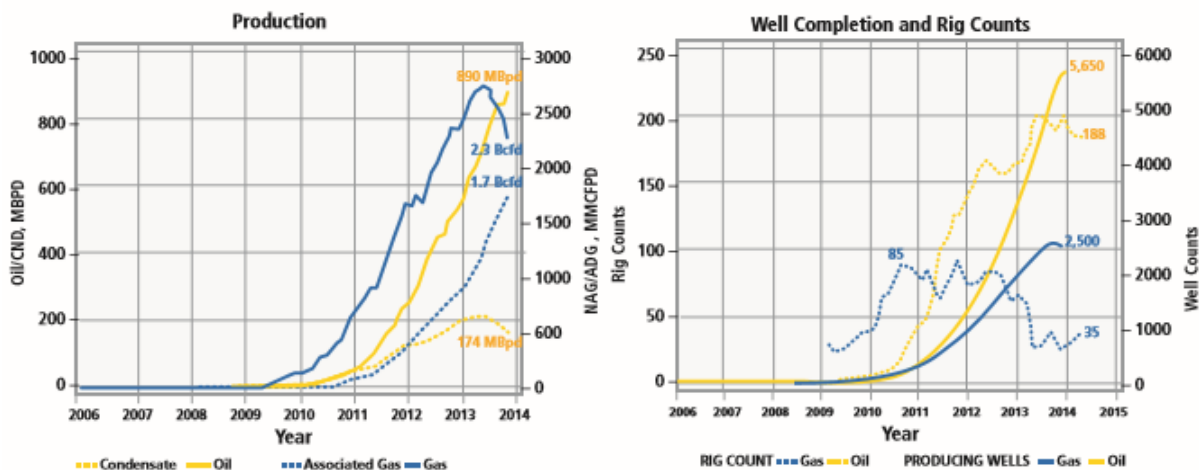 Production
1000
800
600
400
200
0
Oil/CND, MBPD
3000
2500
2000
1500
1000
600
0
NAG/ADG , MMCFPD
890 MBpd
2.3 Bcfd
1.7 Bcfd
174 MBpd
2006 2007 2008 2009 2010 2011 2012 2013 2014
Year
Condensate Oil Associated Gas Gas
Well Completion and Rig Counts
250
200
150
100
50
0
Rig Counts
6000
5000
4000
3000
2000
1000
0
Well Counts
5,650
188
2,500
85
35
2006 2007 2008 2009 2010 2011 2012 2013 2014 2015
Year
RIG COUNT Gas Oil PRODUCING WELLS Gas Oil